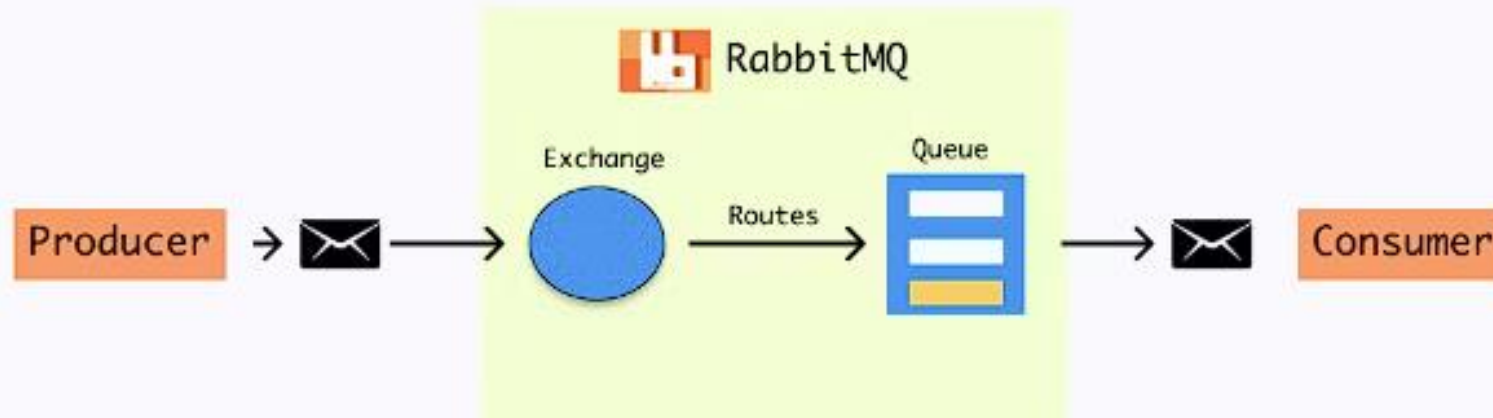 RabbitMQ
Exchange
Queue
Producer
Routes
Consumer